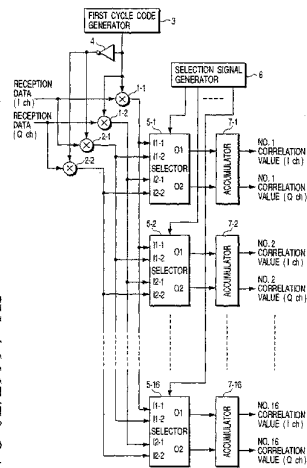 FIRST CYCLE CODE
GENERATOR
3
4
SELECTION SIGNAL
GENERATOR
6
RECEPTION
DATA
(I ch)
RECEPTION
DATA
(Q ch)
1-1
1-2
2-1
2-2
5-1
I1-1
I1-2
I2-1
I2-2
O1
O2
SELECTOR
7-1
ACCUMULATOR
NO. 1
CORRELATION
VALUE (I ch)
NO. 1
CORRELATION
VALUE (Q ch)
5-2
I1-1
I1-2
I2-1
I2-2
O1
O2
SELECTOR
7-2
ACCUMULATOR
NO. 2
CORRELATION
VALUE (I ch)
NO. 2
CORRELATION
VALUE (Q ch)
5-16
I1-1
I1-2
I2-1
I2-2
O1
O2
SELECTOR
7-16
ACCUMULATOR
NO. 16
CORRELATION
VALUE (I ch)
NO. 16
CORRELATION
VALUE (Q ch)